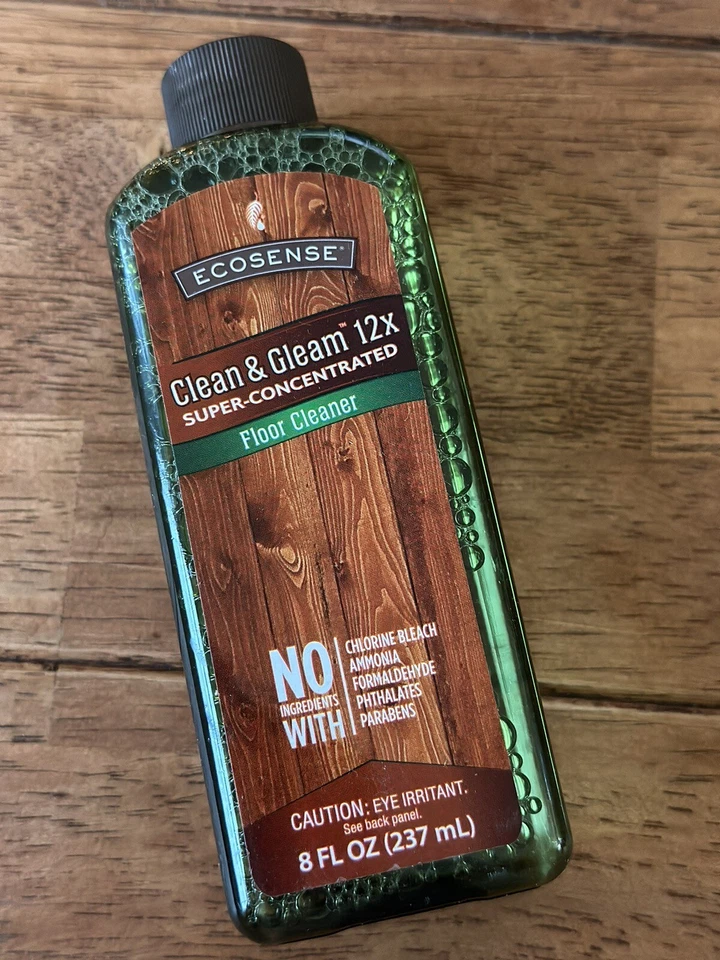 ECOSENSE®
Clean & Gleam™ 12x
SUPER-CONCENTRATED
Floor Cleaner
NO
INGREDIENTS
WITH
CHLORINE BLEACH
AMMONIA
FORMALDEHYDE
PHTHALATES
PARABENS
CAUTION: EYE IRRITANT.
See back panel.
8 FL OZ (237 mL)